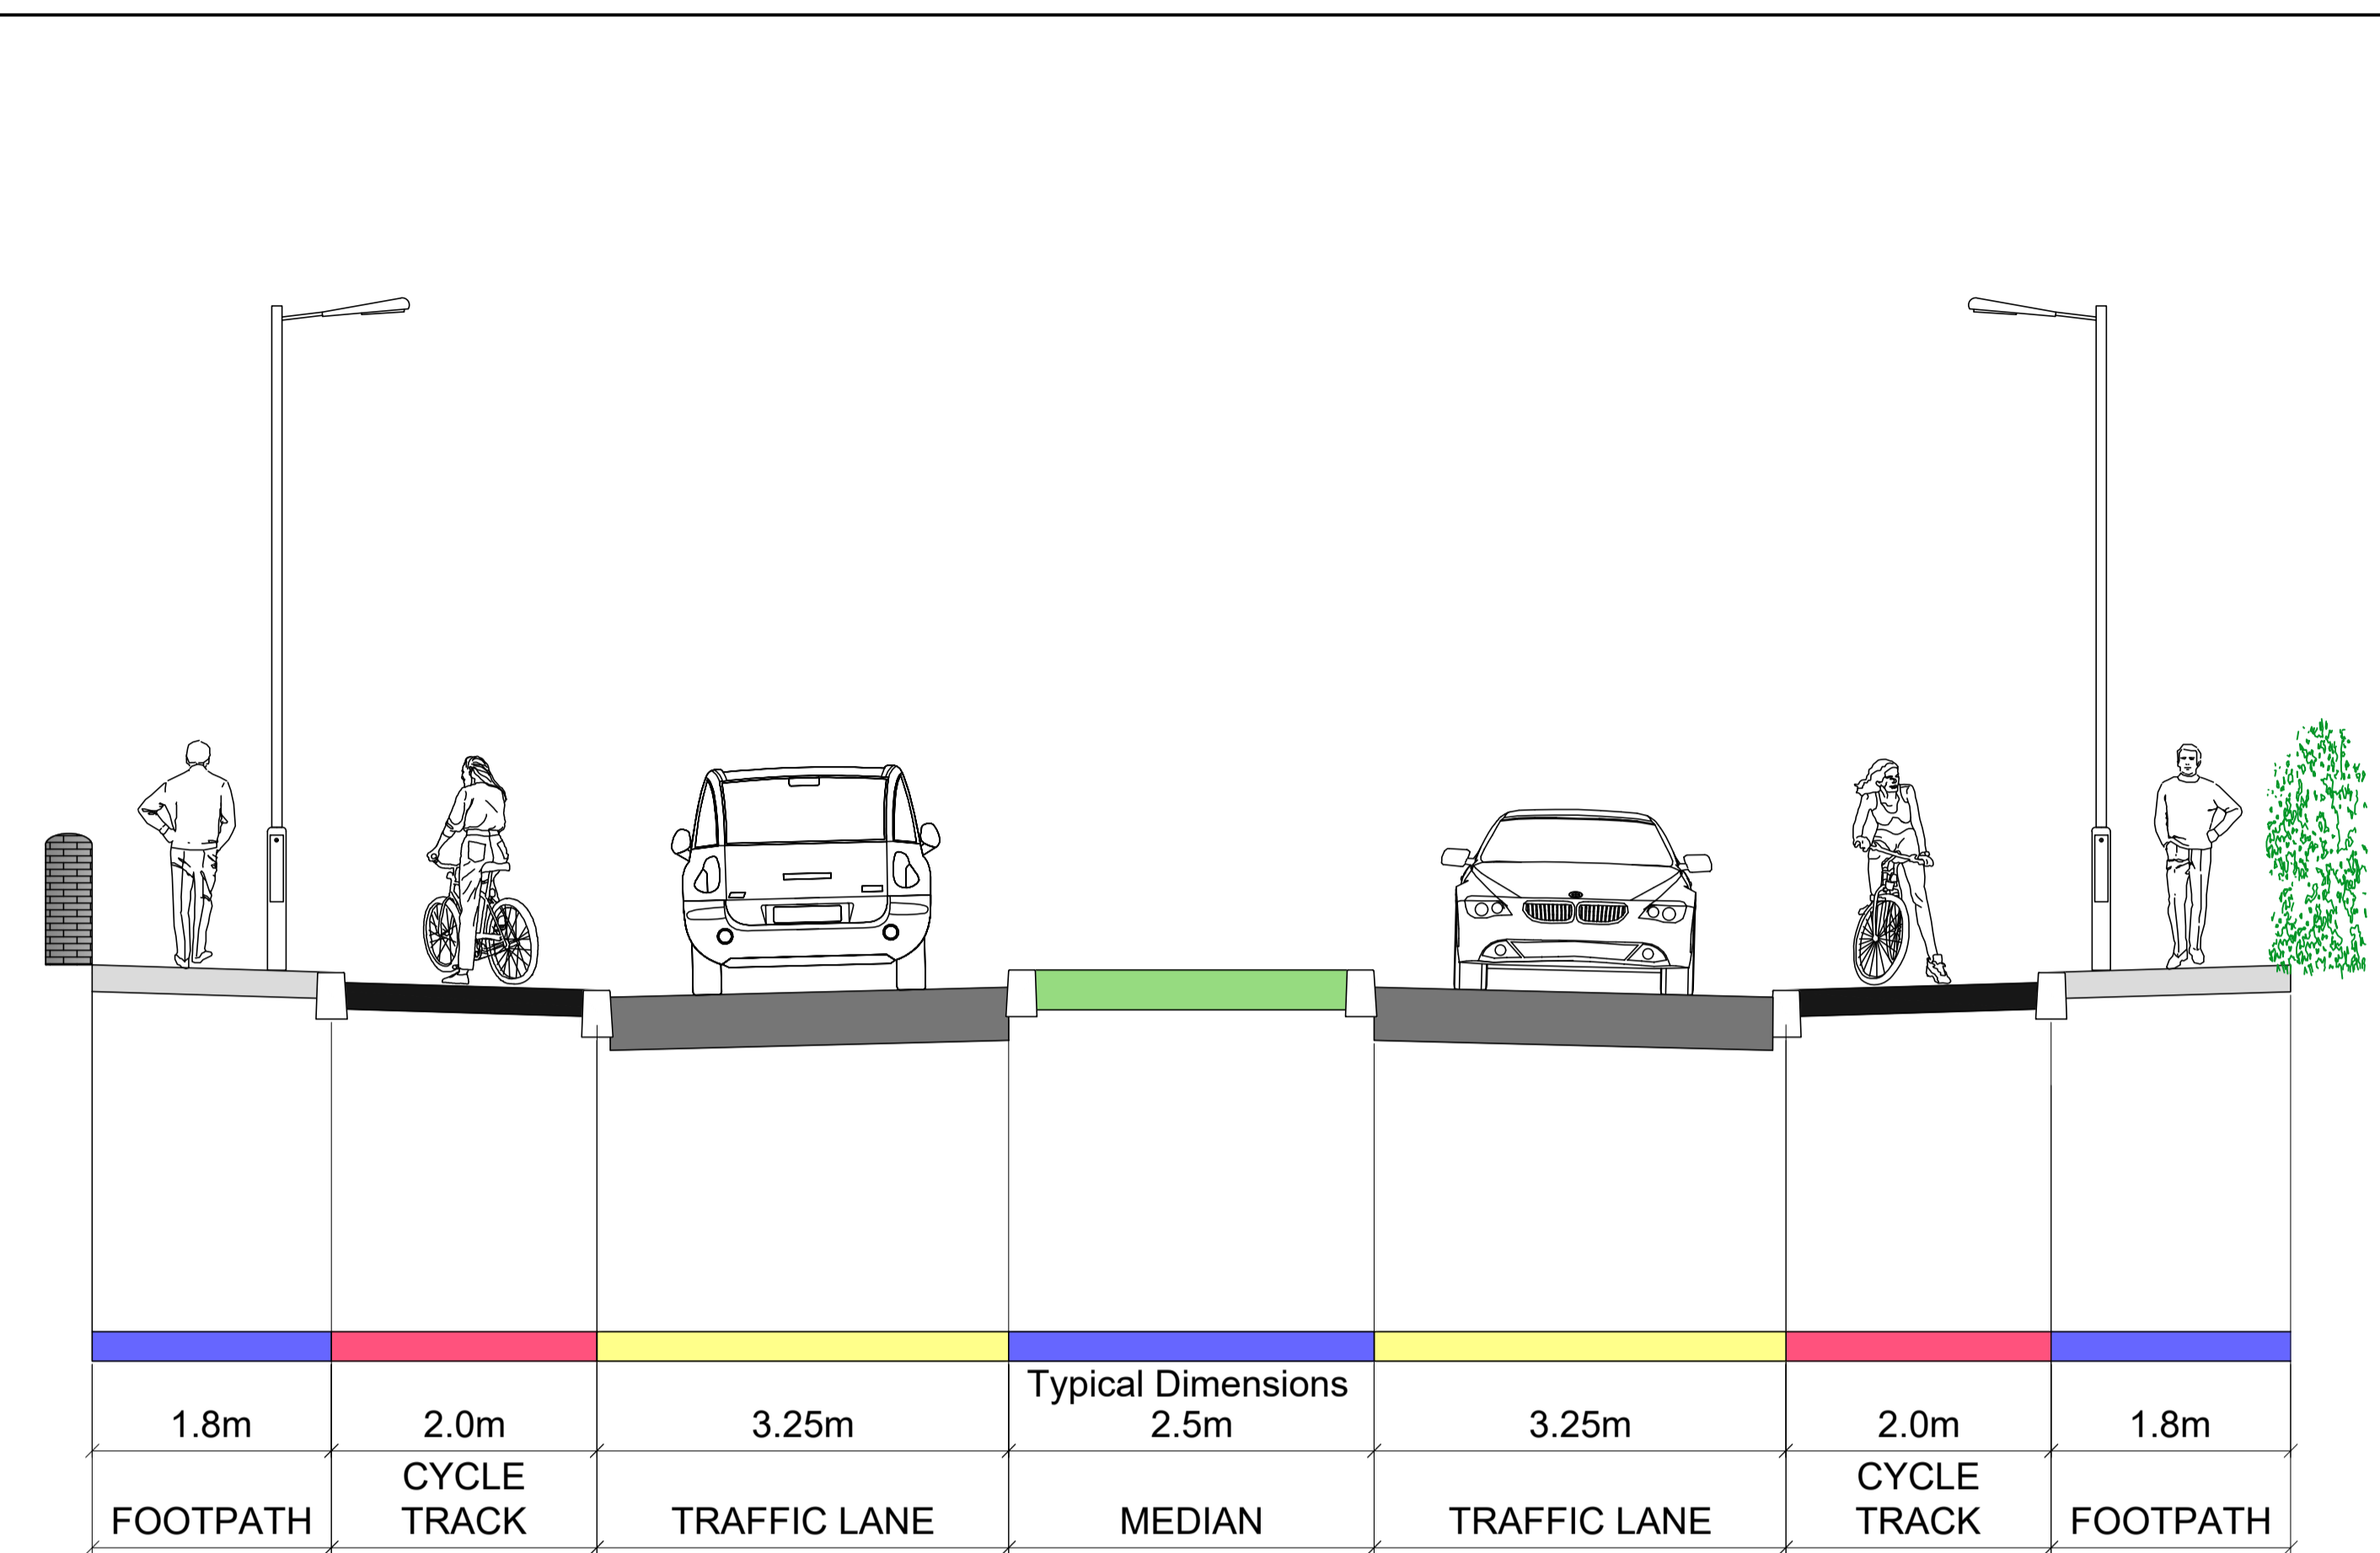 Typical Dimensions
1.8m 2.0m 3.25m 2.5m 3.25m 2.0m 1.8m
CYCLE CYCLE
FOOTPATH TRACK TRAFFIC LANE MEDIAN TRAFFIC LANE TRACK FOOTPATH